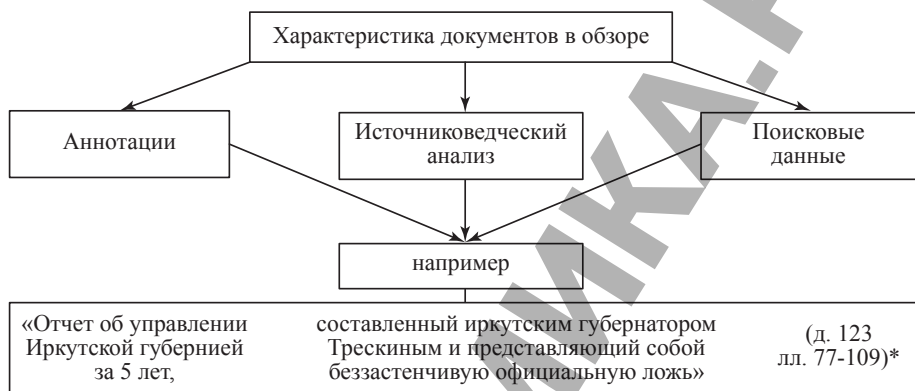 Характеристика документов в обзоре
Аннотации
Источниковедческий
анализ
Поисковые
данные
например
«Отчет об управлении
Иркутской губернией
за 5 лет,
составленный иркутским губернатором
Трескиным и представляющий собой
беззастенчивую официальную ложь»
(д. 123
лл. 77-109)*